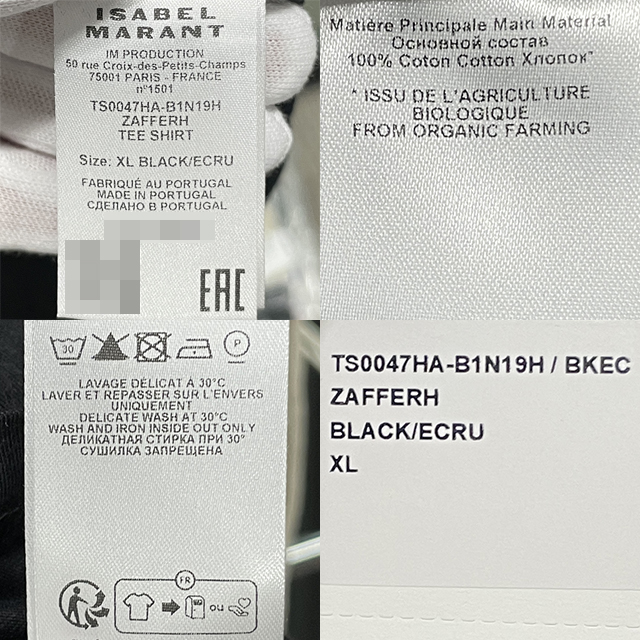 ISABEL
MARANT
IM PRODUCTION
50 rue Croix-des-Petits-Champs
75001 PARIS - FRANCE
n°1501
TS0047HA-B1N19H
ZAFFERH
TEE SHIRT
Size: XL BLACK/ECRU
FABRIQUÉ AU PORTUGAL
MADE IN PORTUGAL
СДЕЛАНО В PORTUGAL
EAC
Matière Principale Main Material
Основной состав
100% Coton Cotton Хлопок*
* ISSU DE L'AGRICULTURE
BIOLOGIQUE
FROM ORGANIC FARMING
30
P
LAVAGE DÉLICAT À 30°C
LAVER ET REPASSER SUR L'ENVERS
UNIQUEMENT
DELICATE WASH AT 30°C
WASH AND IRON INSIDE OUT ONLY
ДЕЛИКАТНАЯ СТИРКА ПРИ 30°
СУШИЛКА ЗАПРЕЩЕНА
FR
ou
TS0047HA-B1N19H / BKEC
ZAFFERH
BLACK/ECRU
XL